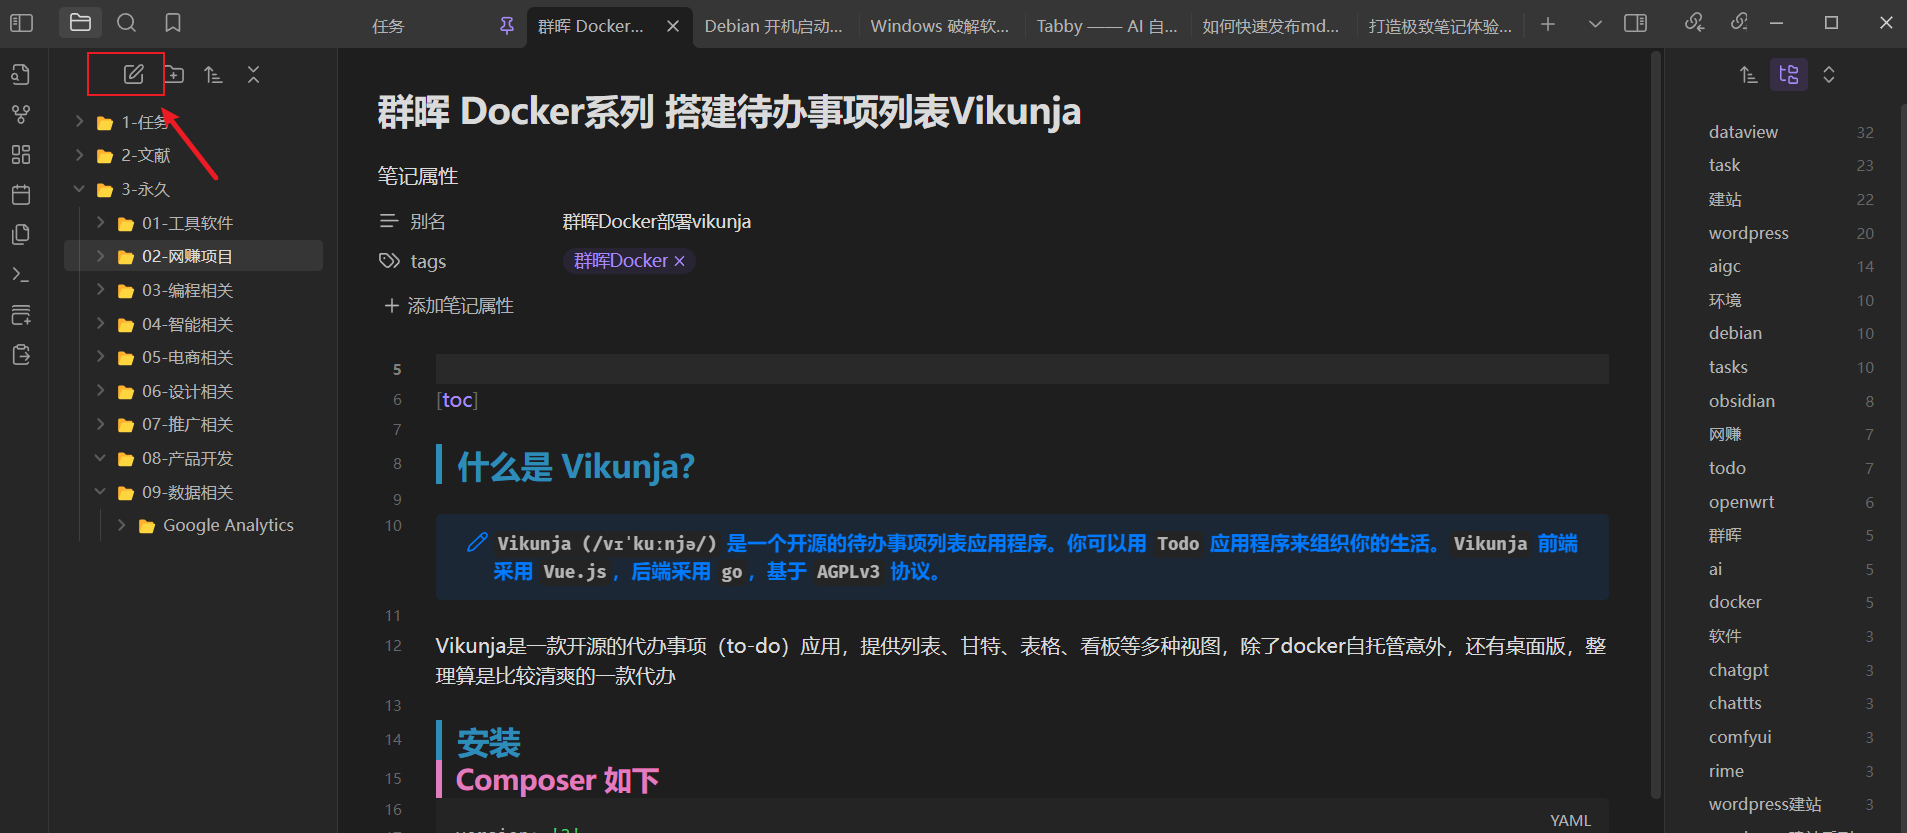 任务
群晖 Docker...
Debian 开机启动...
Windows 破解软...
Tabby —— AI 自...
如何快速发布md...
打造极致笔记体验...
1-任务
2-文献
3-永久
01-工具软件
02-网赚项目
03-编程相关
04-智能相关
05-电商相关
06-设计相关
07-推广相关
08-产品开发
09-数据相关
Google Analytics
群晖 Docker系列 搭建待办事项列表Vikunja
笔记属性
别名 群晖Docker部署vikunja
tags 群晖Docker
添加笔记属性
5
6 [toc]
7
8 什么是 Vikunja?
9
10 Vikunja (/vɪˈkuːnjə/) 是一个开源的待办事项列表应用程序。你可以用 Todo 应用程序来组织你的生活。Vikunja 前端
采用 Vue.js, 后端采用 go, 基于 AGPLv3 协议。
11
12 Vikunja是一款开源的代办事项（to-do）应用，提供列表、甘特、表格、看板等多种视图，除了docker自托管意外，还有桌面版，整
理算是比较清爽的一款代办
13
14 安装
15 Composer 如下
16
YAML
dataview 32
task 23
建站 22
wordpress 20
aigc 14
环境 10
debian 10
tasks 10
obsidian 8
网赚 7
todo 7
openwrt 6
群晖 5
ai 5
docker 5
软件 3
chatgpt 3
chattts 3
comfyui 3
rime 3
wordpress建站 3